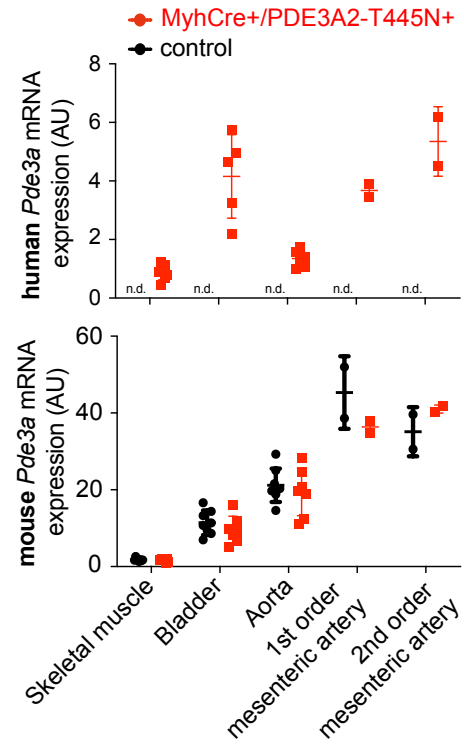 MyhCre+/PDE3A2-T445N+
control
human Pde3a mRNA
expression (AU)
8
6
4
2
0
n.d.
n.d.
n.d.
n.d.
n.d.
mouse Pde3a mRNA
expression (AU)
60
40
20
0
Skeletal muscle
Bladder
Aorta
1st order
mesenteric artery
2nd order
mesenteric artery